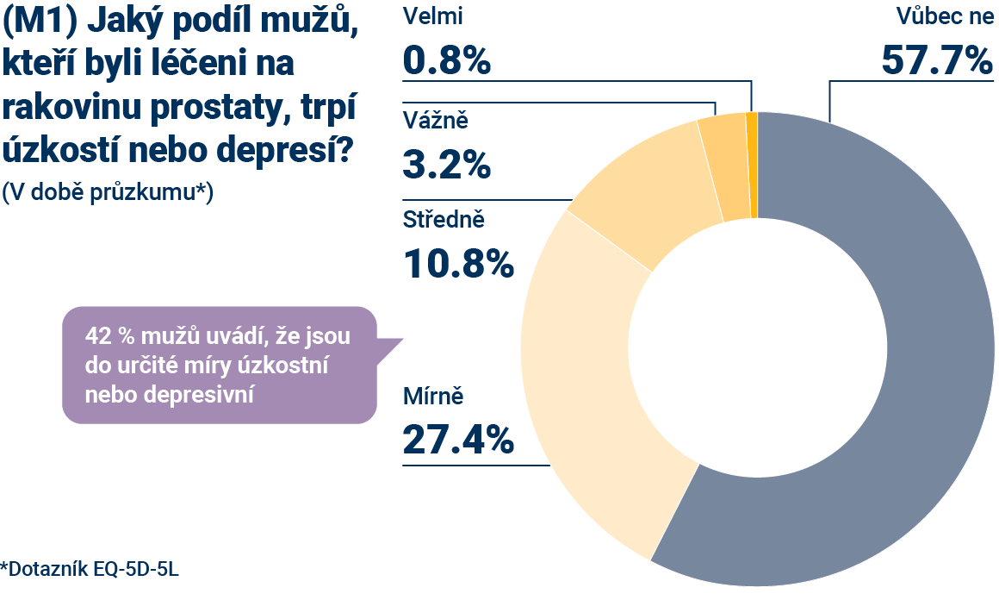 (M1) Jaký podíl mužů,
kteří byli léčeni na
rakovinu prostaty, trpí
úzkostí nebo depresí?
(V době průzkumu*)
Velmi
0.8%
Vůbec ne
57.7%
Vážně
3.2%
Středně
10.8%
42 % mužů uvádí, že jsou
do určité míry úzkostní
nebo depresivní
Mírně
27.4%
*Dotazník EQ-5D-5L